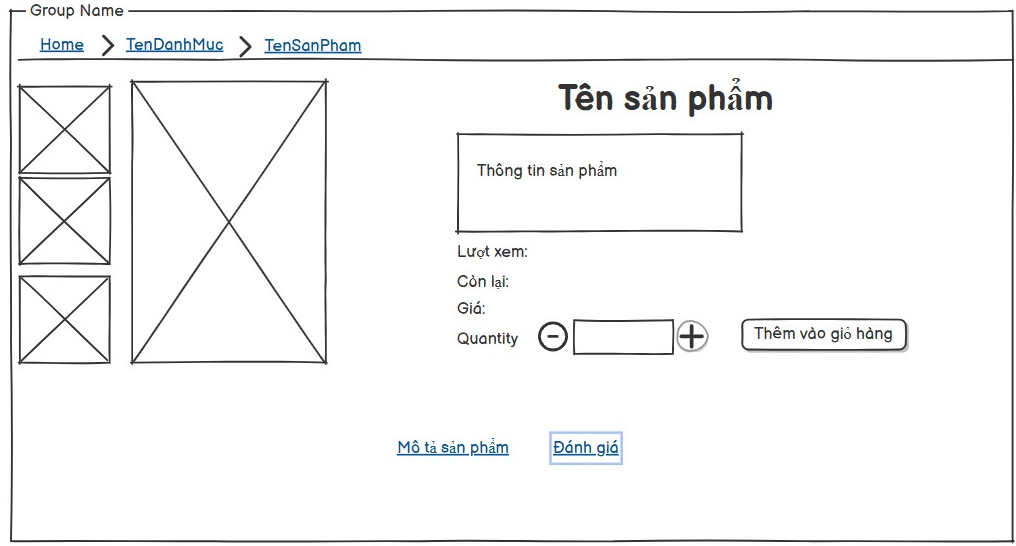 Group Name
Home TenDanhMuc TenSanPham
Tên sản phẩm
Thông tin sản phẩm
Lượt xem:
Còn lại:
Giá:
Quantity Thêm vào giỏ hàng
Mô tả sản phẩm Đánh giá